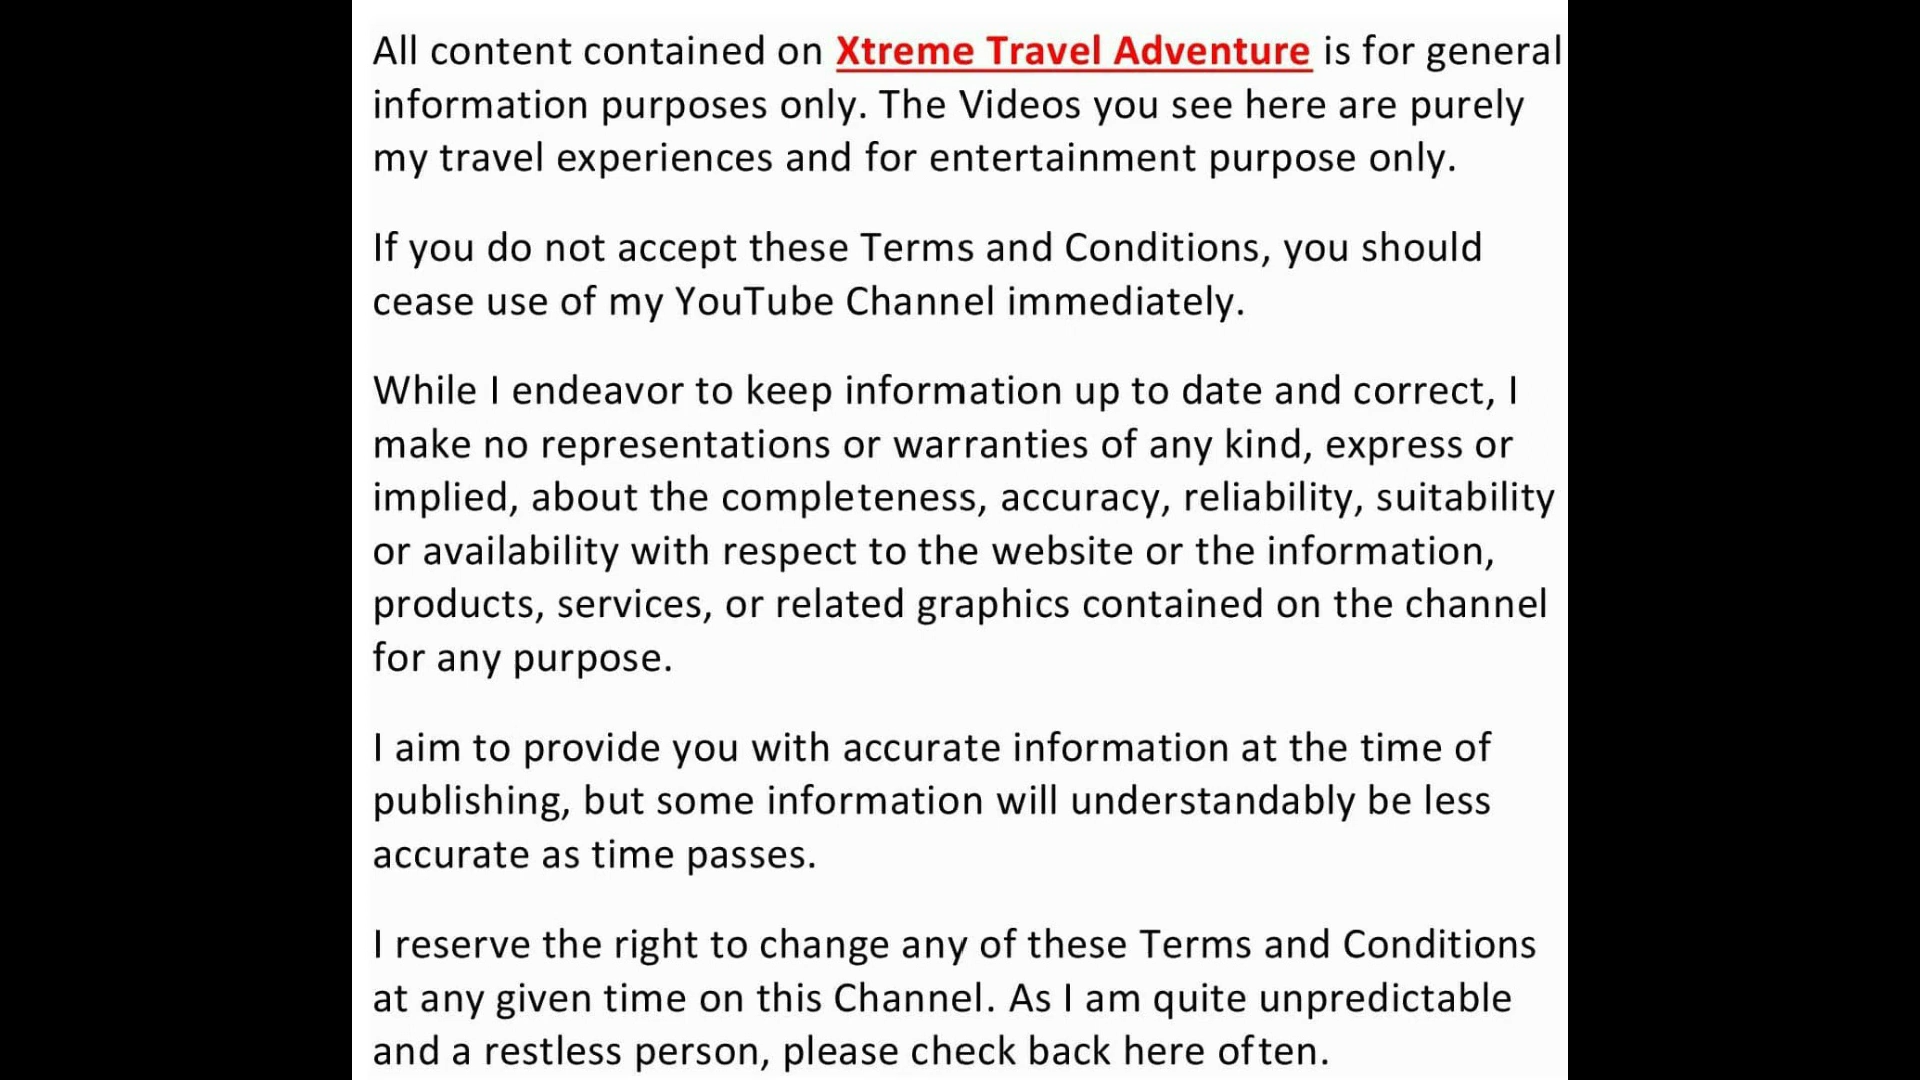 All content contained on Xtreme Travel Adventure is for general
information purposes only. The Videos you see here are purely
my travel experiences and for entertainment purpose only.
If you do not accept these Terms and Conditions, you should
cease use of my YouTube Channel immediately.
While I endeavor to keep information up to date and correct, I
make no representations or warranties of any kind, express or
implied, about the completeness, accuracy, reliability, suitability
or availability with respect to the website or the information,
products, services, or related graphics contained on the channel
for any purpose.
I aim to provide you with accurate information at the time of
publishing, but some information will understandably be less
accurate as time passes.
I reserve the right to change any of these Terms and Conditions
at any given time on this Channel. As I am quite unpredictable
and a restless person, please check back here often.